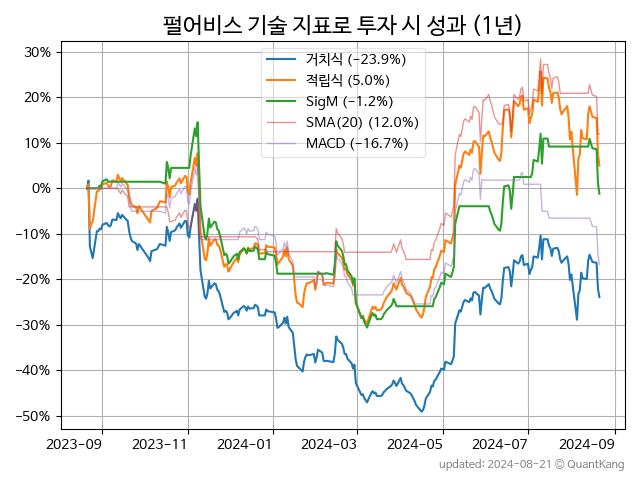 펄어비스 기술 지표로 투자 시 성과 (1년)
거치식 (−23.9%)
적립식 (5.0%)
SigM (−1.2%)
SMA(20) (12.0%)
MACD (−16.7%)
30%
20%
10%
0%
−10%
−20%
−30%
−40%
−50%
2023-09 2023-11 2024-01 2024-03 2024-05 2024-07 2024-09
updated: 2024-08-21 © QuantKang